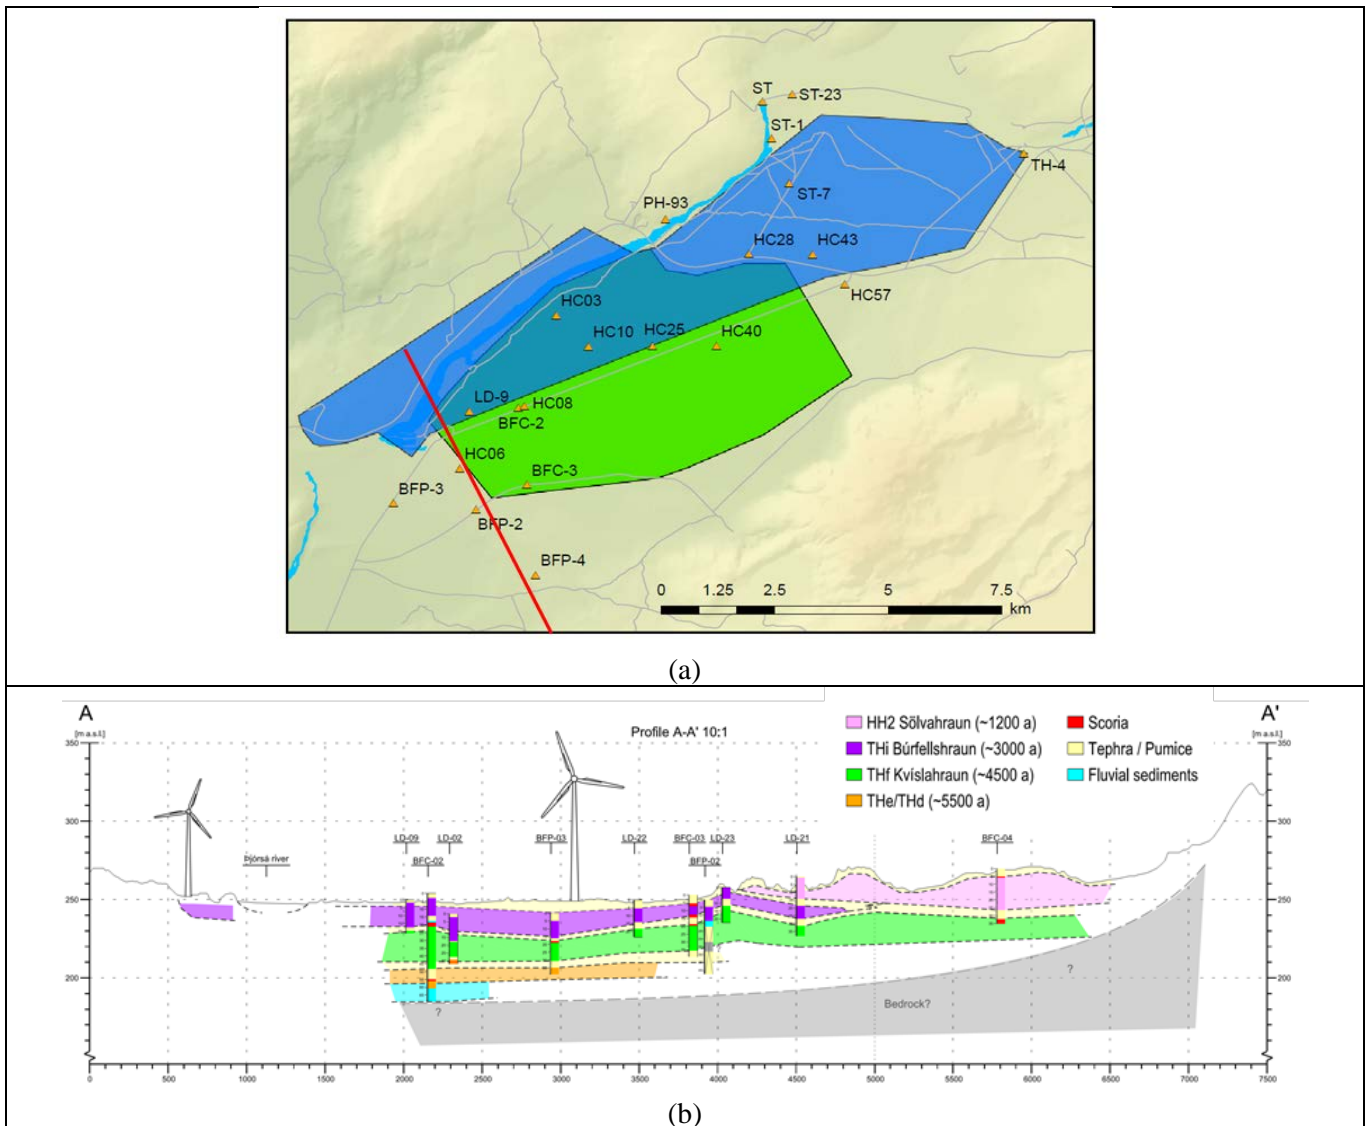 ST
ST-23
ST-1
TH-4
ST-7
PH-93
HC28
HC43
HC57
HC03
HC10
HC25
HC40
LD-9
HC08
BFC-2
HC06
BFC-3
BFP-3
BFP-2
BFP-4
0 1.25 2.5 5 7.5
km
(a)
A
A'
[m a.s.l.]
[m a.s.l.]
Profile A-A' 10:1
HH2 Sölvahraun (~1200 a)
THi Búrfellshraun (~3000 a)
THf Kvíslahraun (~4500 a)
THe/THd (~5500 a)
Scoria
Tephra / Pumice
Fluvial sediments
350
300
250
200
350
300
250
200
Þjórsá river
LD-09
LD-02
BFC-02
BFP-03
LD-22
BFC-03
LD-23
BFP-02
LD-21
BFC-04
?
?
Bedrock?
0 500 1000 1500 2000 2500 3000 3500 4000 4500 5000 5500 6000 6500 7000 7500
(b)